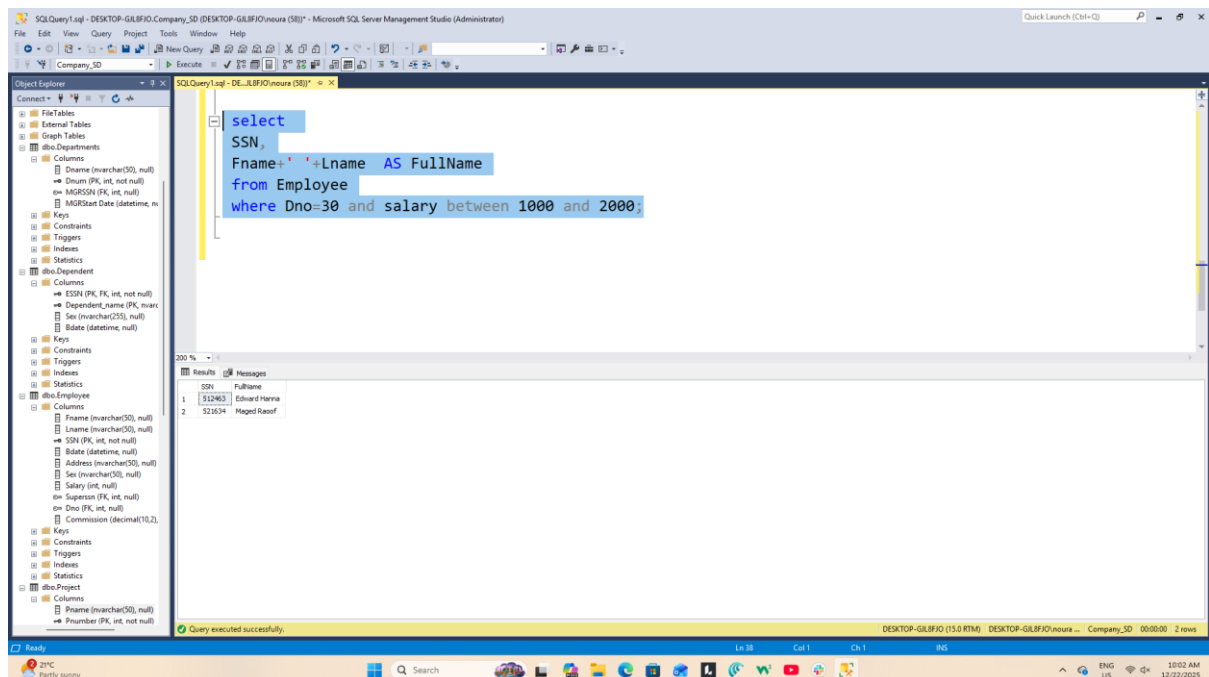 SQLQuery1.sql - DESKTOP-GJL8FJO.Company_SD (DESKTOP-GJL8FJO\noura (58))* - Microsoft SQL Server Management Studio (Administrator)
Quick Launch (Ctrl+Q)
File Edit View Query Project Tools Window Help
New Query
Company_SD
Execute
Object Explorer
SQLQuery1.sql - DE...JL8FJO\noura (58))*
Connect
FileTables
External Tables
Graph Tables
dbo.Departments
Columns
Dname (nvarchar(50), null)
Dnum (PK, int, not null)
MGRSSN (FK, int, null)
MGRStart Date (datetime, nu
Keys
Constraints
Triggers
Indexes
Statistics
dbo.Dependent
Columns
ESSN (PK, FK, int, not null)
Dependent_name (PK, nvarc
Sex (nvarchar(255), null)
Bdate (datetime, null)
Keys
Constraints
Triggers
Indexes
Statistics
dbo.Employee
Columns
Fname (nvarchar(50), null)
Lname (nvarchar(50), null)
SSN (PK, int, not null)
Bdate (datetime, null)
Address (nvarchar(50), null)
Sex (nvarchar(50), null)
Salary (int, null)
Superssn (FK, int, null)
Dno (FK, int, null)
Commission (decimal(10,2),
Keys
Constraints
Triggers
Indexes
Statistics
dbo.Project
Columns
Pname (nvarchar(50), null)
Pnumber (PK, int, not null)
select
SSN,
Fname+' '+Lname AS FullName
from Employee
where Dno=30 and salary between 1000 and 2000;
200 %
Results Messages
SSN FullName
1 512463 Edward Hanna
2 521634 Maged Raoof
Query executed successfully.
DESKTOP-GJL8FJO (15.0 RTM) DESKTOP-GJL8FJO\noura ... Company_SD 00:00:00 2 rows
Ready
Ln 38 Col 1 Ch 1 INS
2
21°C
Partly sunny
Search
ENG
US
10:02 AM
12/22/2025